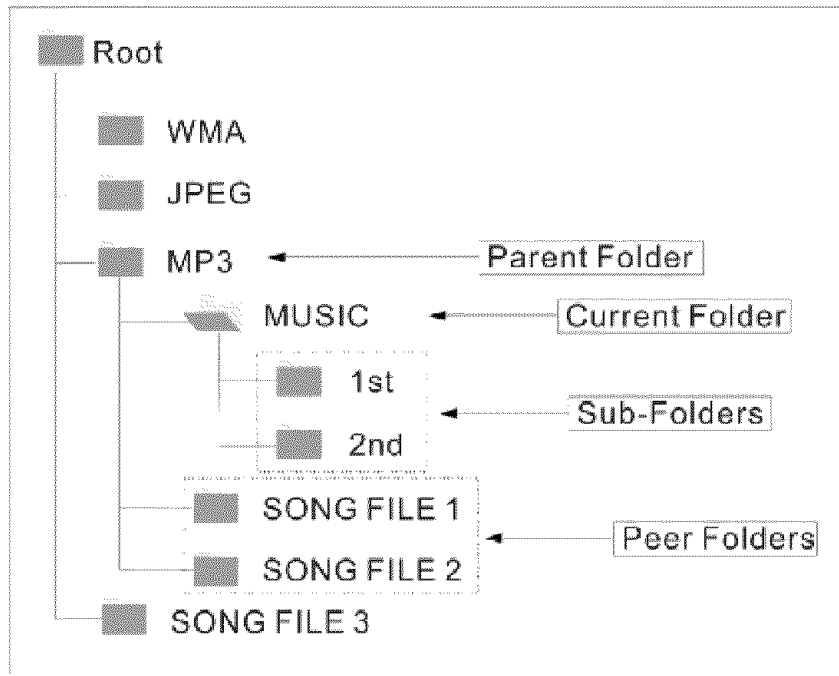 Root
WMA
JPEG
MP3
Parent Folder
MUSIC
Current Folder
1st
Sub-Folders
2nd
SONG FILE 1
Peer Folders
SONG FILE 2
SONG FILE 3